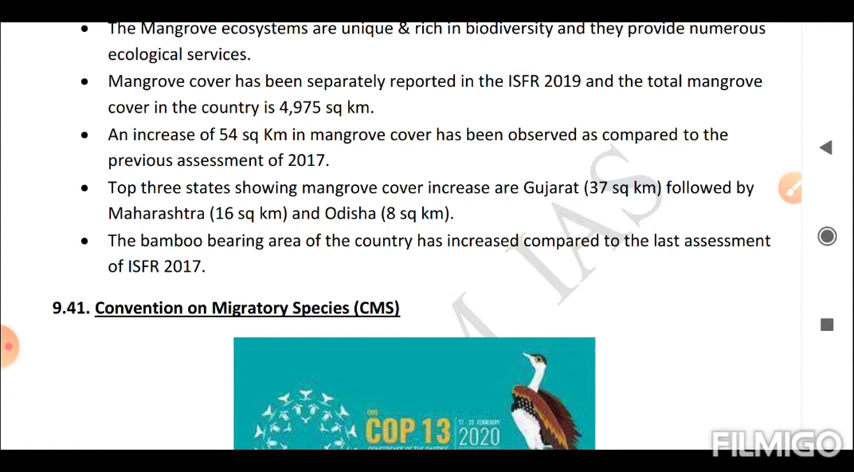 • The Mangrove ecosystems are unique & rich in biodiversity and they provide numerous
ecological services.
• Mangrove cover has been separately reported in the ISFR 2019 and the total mangrove
cover in the country is 4,975 sq km.
• An increase of 54 sq Km in mangrove cover has been observed as compared to the
previous assessment of 2017.
• Top three states showing mangrove cover increase are Gujarat (37 sq km) followed by
Maharashtra (16 sq km) and Odisha (8 sq km).
• The bamboo bearing area of the country has increased compared to the last assessment
of ISFR 2017.
9.41. Convention on Migratory Species (CMS)
CMS
COP 13
17 - 22 FEBRUARY
2020
M IAS
FILMIGO